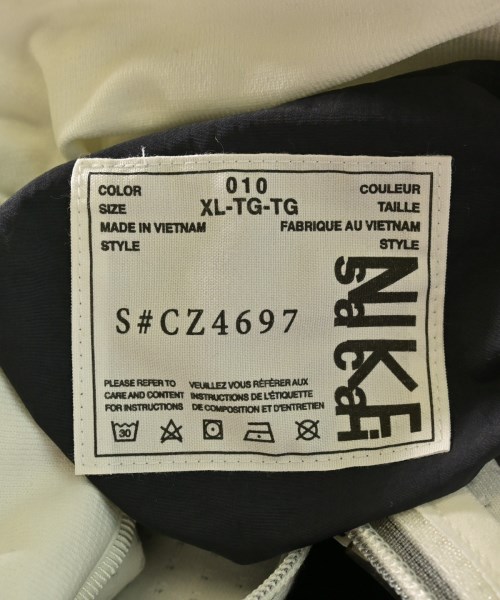 COLOR 010 COULEUR
SIZE XL-TG-TG TAILLE
MADE IN VIETNAM FABRIQUE AU VIETNAM
STYLE STYLE
S#CZ4697
NIKE
sacai
PLEASE REFER TO
CARE AND CONTENT
FOR INSTRUCTIONS
VEUILLEZ VOUS RÉFÉRER AUX
INSTRUCTIONS DE L'ÉTIQUETTE
DE COMPOSITION ET D'ENTRETIEN
30